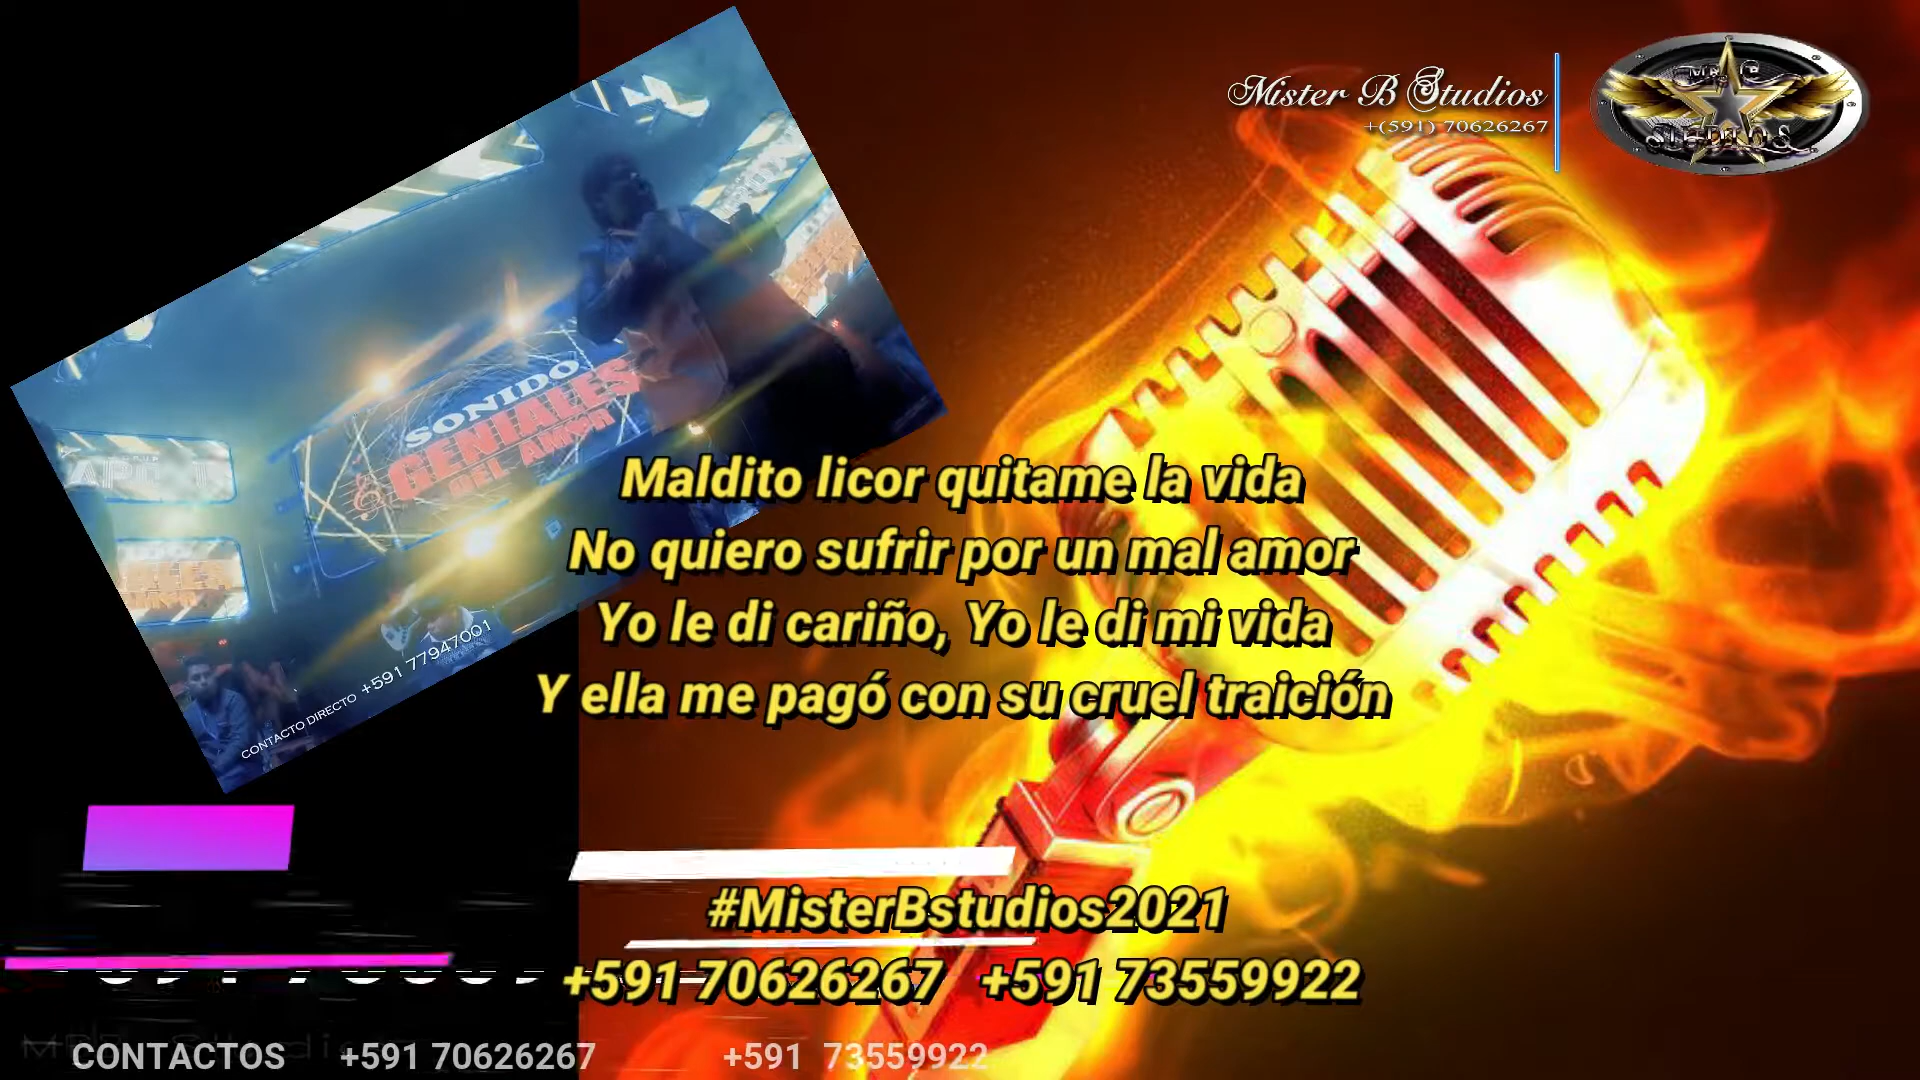 Mister B Studios
+(591) 70626267
STUDIOS
SONIDO
GENIALES
DEL AMOR
CONTACTO DIRECTO +591 77947001
Maldito licor quitame la vida
No quiero sufrir por un mal amor
Yo le di cariño, Yo le di mi vida
Y ella me pagó con su cruel traición
#MisterBstudios2021
+591 70626267 +591 73559922
CONTACTOS +591 70626267 +591 73559922